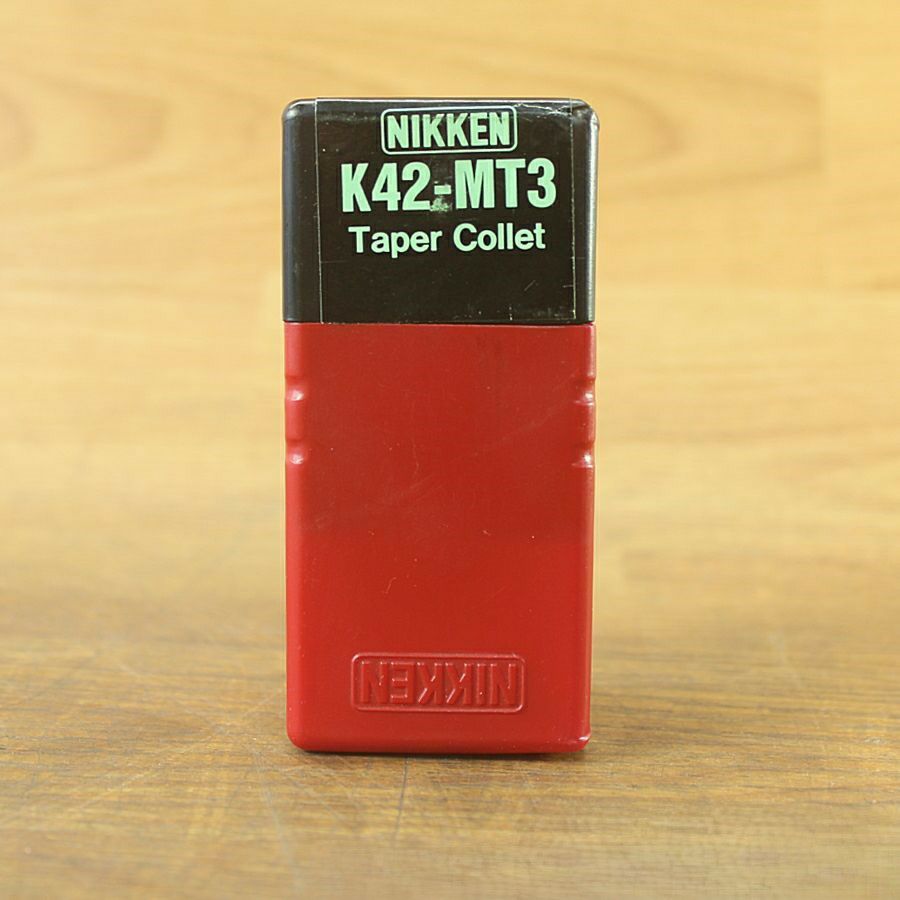 NIKKEN
K42-MT3
Taper Collet
NIKKEN